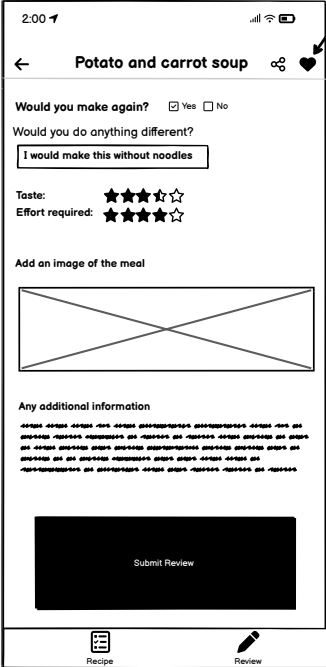 2:00
Potato and carrot soup
Would you make again? Yes No
Would you do anything different?
I would make this without noodles
Taste:
Effort required:
Add an image of the meal
Any additional information
Submit Review
Recipe Review